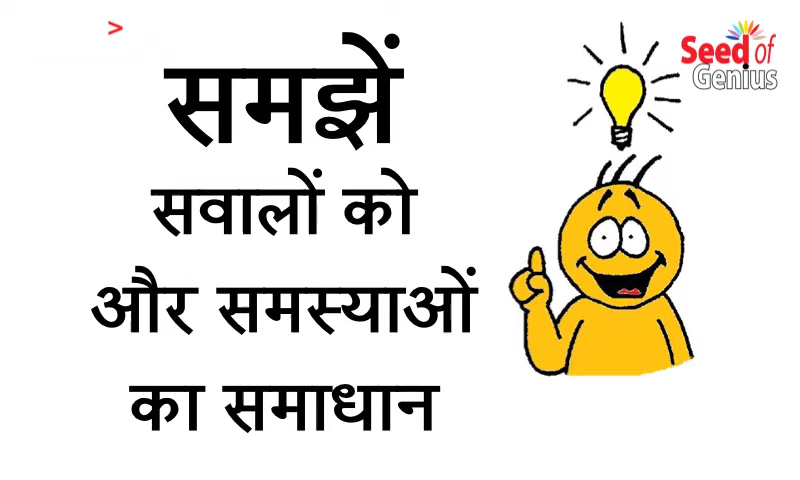 >
समझें
सवालों को
और समस्याओं
का समाधान
Seed of
Genius